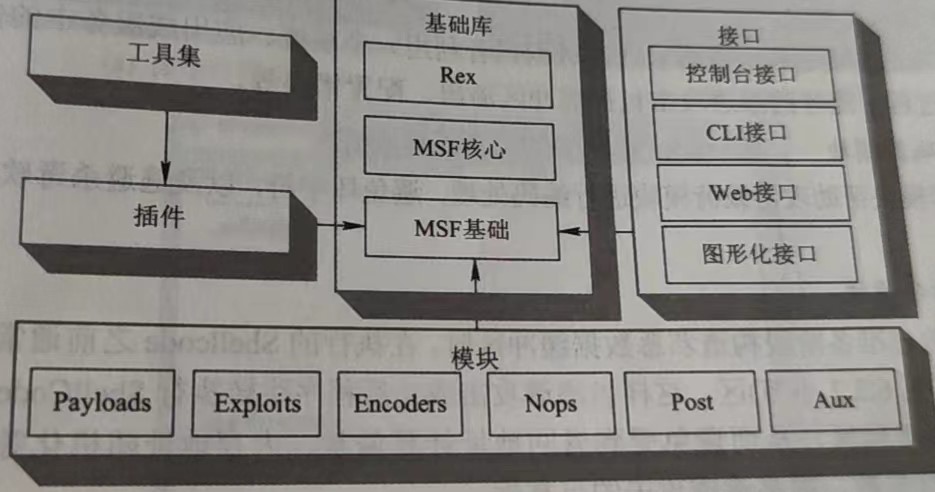 工具集
插件
基础库
Rex
MSF核心
MSF基础
接口
控制台接口
CLI接口
Web接口
图形化接口
模块
Payloads
Exploits
Encoders
Nops
Post
Aux